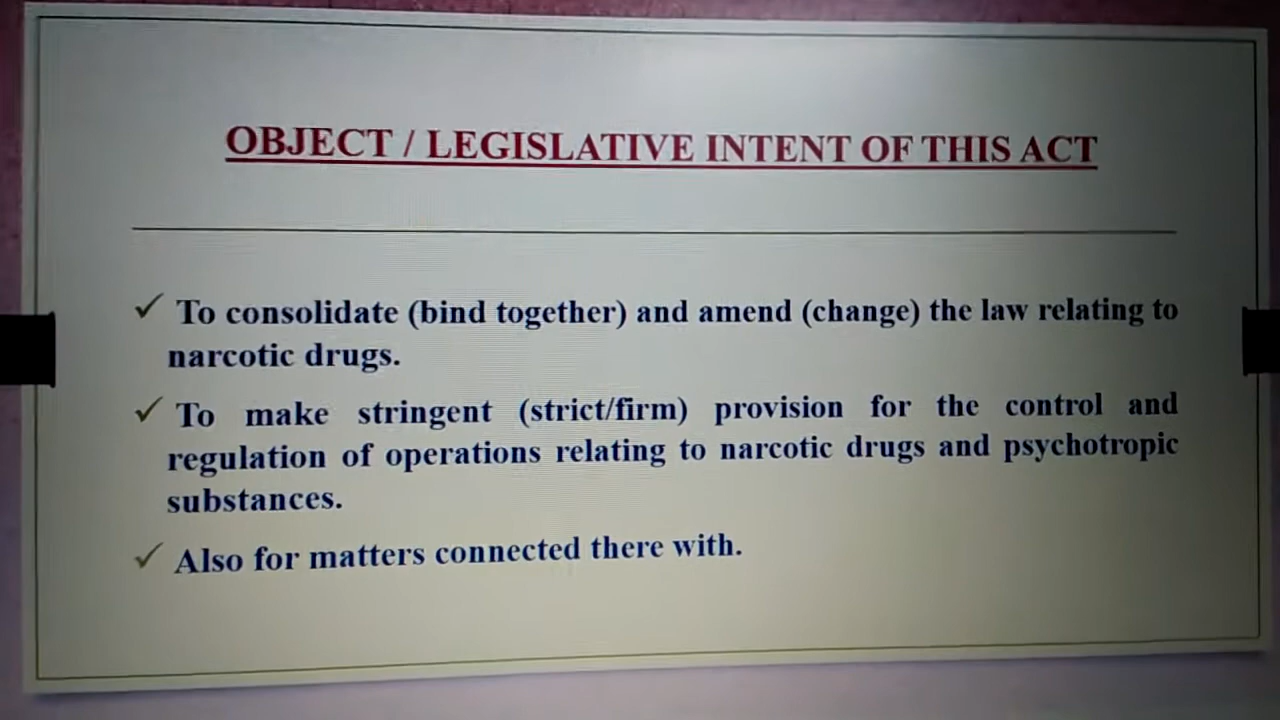 OBJECT / LEGISLATIVE INTENT OF THIS ACT
✓ To consolidate (bind together) and amend (change) the law relating to
narcotic drugs.
✓ To make stringent (strict/firm) provision for the control and
regulation of operations relating to narcotic drugs and psychotropic
substances.
✓ Also for matters connected there with.